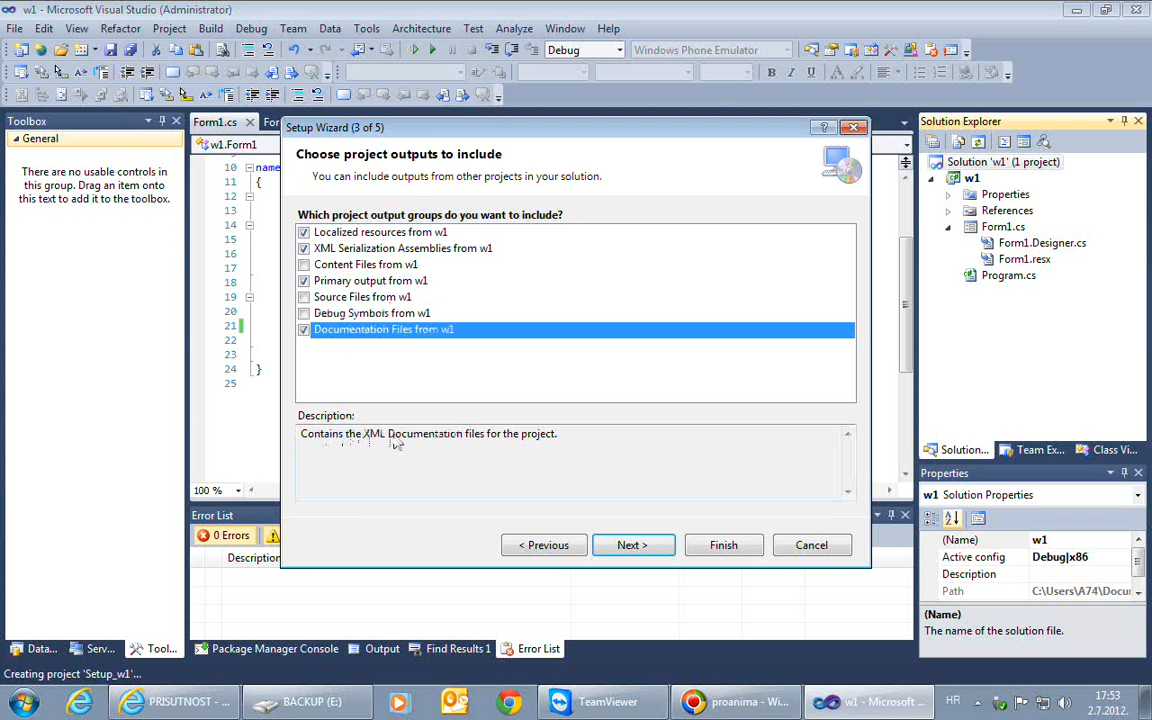 w1 - Microsoft Visual Studio (Administrator)
File Edit View Refactor Project Build Debug Team Data Tools Architecture Test Analyze Window Help
Debug
Windows Phone Emulator
Toolbox
General
There are no usable controls in
this group. Drag an item onto
this text to add it to the toolbox.
Form1.cs
For
w1.Form1
10 name
11 {
12
13
14
15
16
17
18
19
20
21
22
23
24 }
25
100 %
Setup Wizard (3 of 5)
Choose project outputs to include
You can include outputs from other projects in your solution.
Which project output groups do you want to include?
Localized resources from w1
XML Serialization Assemblies from w1
Content Files from w1
Primary output from w1
Source Files from w1
Debug Symbols from w1
Documentation Files from w1
Description:
Contains the XML Documentation files for the project.
< Previous Next > Finish Cancel
Error List
0 Errors
Description
Solution Explorer
Solution 'w1' (1 project)
w1
Properties
References
Form1.cs
Form1.Designer.cs
Form1.resx
Program.cs
Solution... Team Ex... Class Vi...
Properties
w1 Solution Properties
(Name) w1
Active config Debug|x86
Description
Path C:\Users\A74\Docu
(Name)
The name of the solution file.
Data... Serv... Tool... Package Manager Console Output Find Results 1 Error List
Creating project 'Setup_w1'...
PRISUTNOST - ... BACKUP (E:) TeamViewer proanima - Wi... w1 - Microsoft ... HR 17:53
2.7.2012.